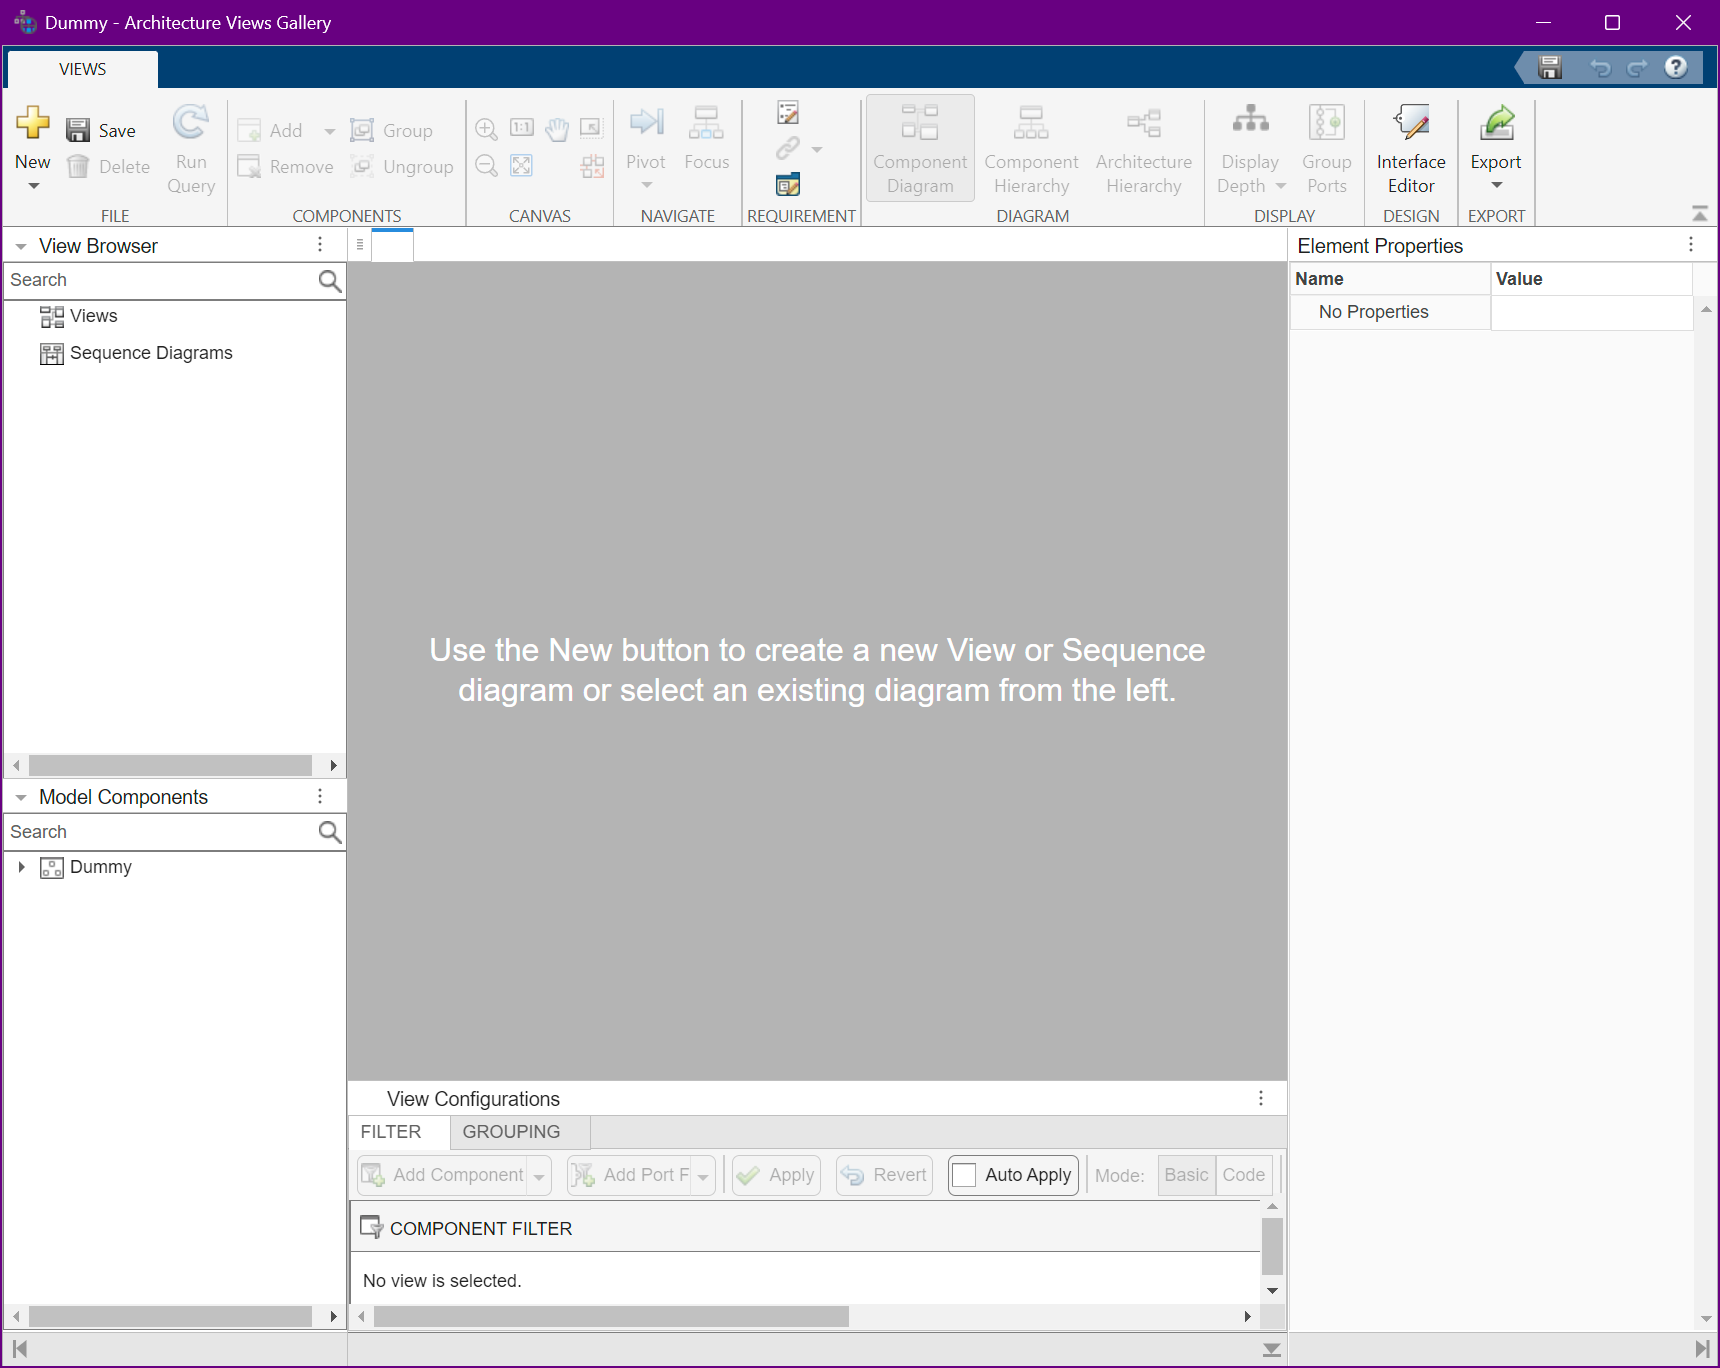 Dummy - Architecture Views Gallery
VIEWS
New
Save
Delete
Run
Query
FILE
Add
Remove
Group
Ungroup
COMPONENTS
1:1
CANVAS
Pivot
Focus
NAVIGATE
REQUIREMENT
Component
Diagram
Component
Hierarchy
Architecture
Hierarchy
DIAGRAM
Display
Depth
Group
Ports
DISPLAY
Interface
Editor
DESIGN
Export
EXPORT
View Browser
Search
Views
Sequence Diagrams
Model Components
Search
Dummy
Use the New button to create a new View or Sequence
diagram or select an existing diagram from the left.
View Configurations
FILTER
GROUPING
Add Component
Add Port F
Apply
Revert
Auto Apply
Mode:
Basic
Code
COMPONENT FILTER
No view is selected.
Element Properties
Name
Value
No Properties